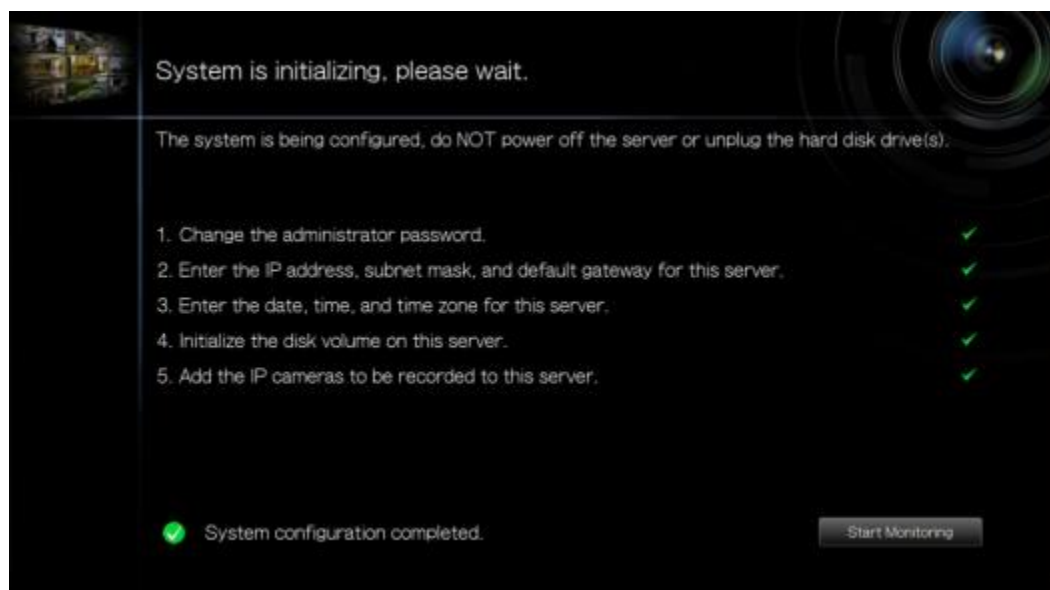 System is initializing, please wait.
The system is being configured, do NOT power off the server or unplug the hard disk drive(s).
1. Change the administrator password.
2. Enter the IP address, subnet mask, and default gateway for this server.
3. Enter the date, time, and time zone for this server.
4. Initialize the disk volume on this server.
5. Add the IP cameras to be recorded to this server.
System configuration completed.
Start Monitoring